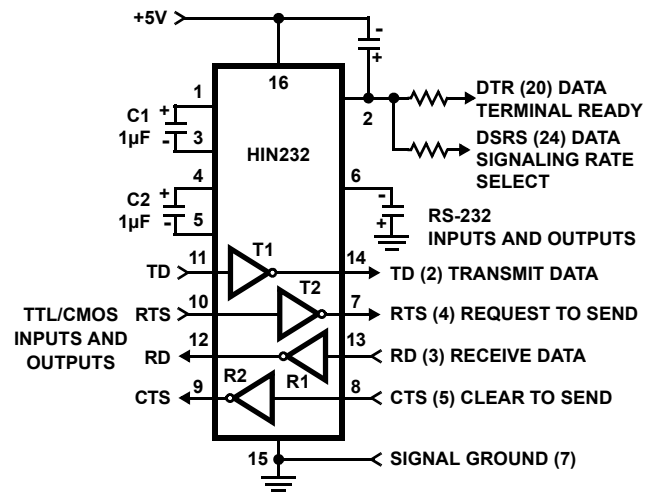 +5V
-
+
16
1
2
DTR (20) DATA
TERMINAL READY
DSRS (24) DATA
SIGNALING RATE
SELECT
C1
1µF
+
-
3
HIN232
4
6
C2
1µF
+
-
5
-
+
RS-232
INPUTS AND OUTPUTS
TD
11
T1
14
TD (2) TRANSMIT DATA
TTL/CMOS
INPUTS AND
OUTPUTS
RTS
10
T2
7
RTS (4) REQUEST TO SEND
RD
12
R1
13
RD (3) RECEIVE DATA
CTS
9
R2
8
CTS (5) CLEAR TO SEND
15
SIGNAL GROUND (7)